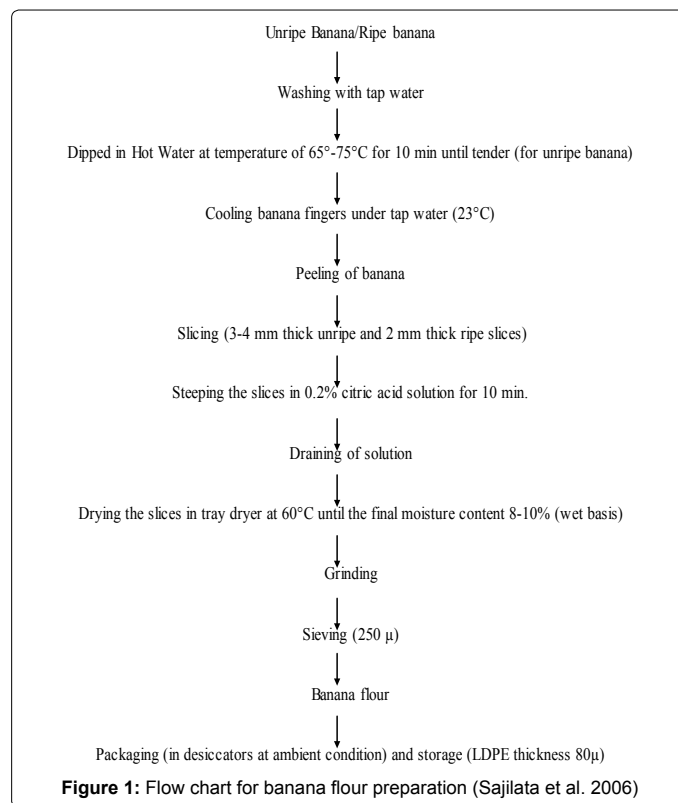 Unripe Banana/Ripe banana
Washing with tap water
Dipped in Hot Water at temperature of 65°-75°C for 10 min until tender (for unripe banana)
Cooling banana fingers under tap water (23°C)
Peeling of banana
Slicing (3-4 mm thick unripe and 2 mm thick ripe slices)
Steeping the slices in 0.2% citric acid solution for 10 min.
Draining of solution
Drying the slices in tray dryer at 60°C until the final moisture content 8-10% (wet basis)
Grinding
Sieving (250 µ)
Banana flour
Packaging (in desiccators at ambient condition) and storage (LDPE thickness 80µ)
Figure 1: Flow chart for banana flour preparation (Sajilata et al. 2006)